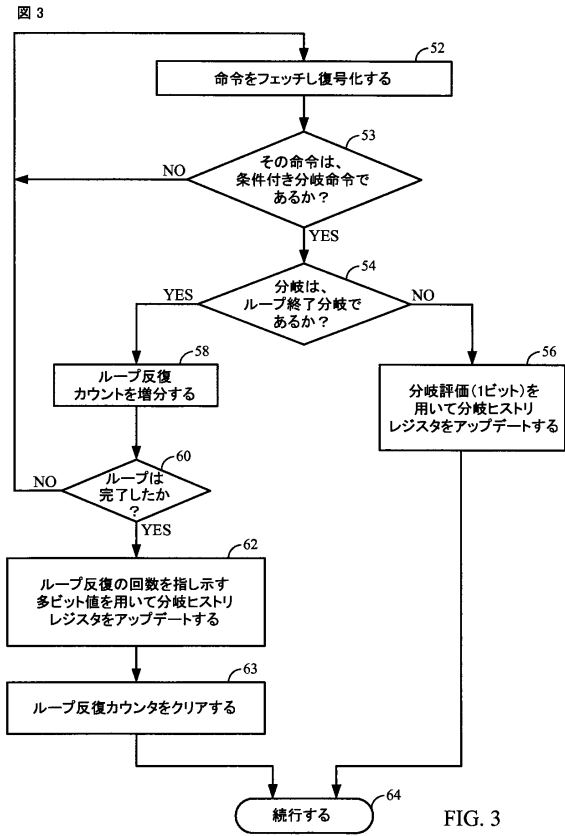 図 3
52
命令をフェッチし復号化する
53
その命令は、
条件付き分岐命令で
あるか？
NO
YES
54
分岐は、
ループ終了分岐で
あるか？
YES
NO
58
ループ反復
カウントを増分する
56
分岐評価（1ビット）を
用いて分岐ヒストリ
レジスタをアップデートする
60
ループは
完了したか
？
NO
YES
62
ループ反復の回数を指し示す
多ビット値を用いて分岐ヒストリ
レジスタをアップデートする
63
ループ反復カウンタをクリアする
64
続行する
FIG. 3